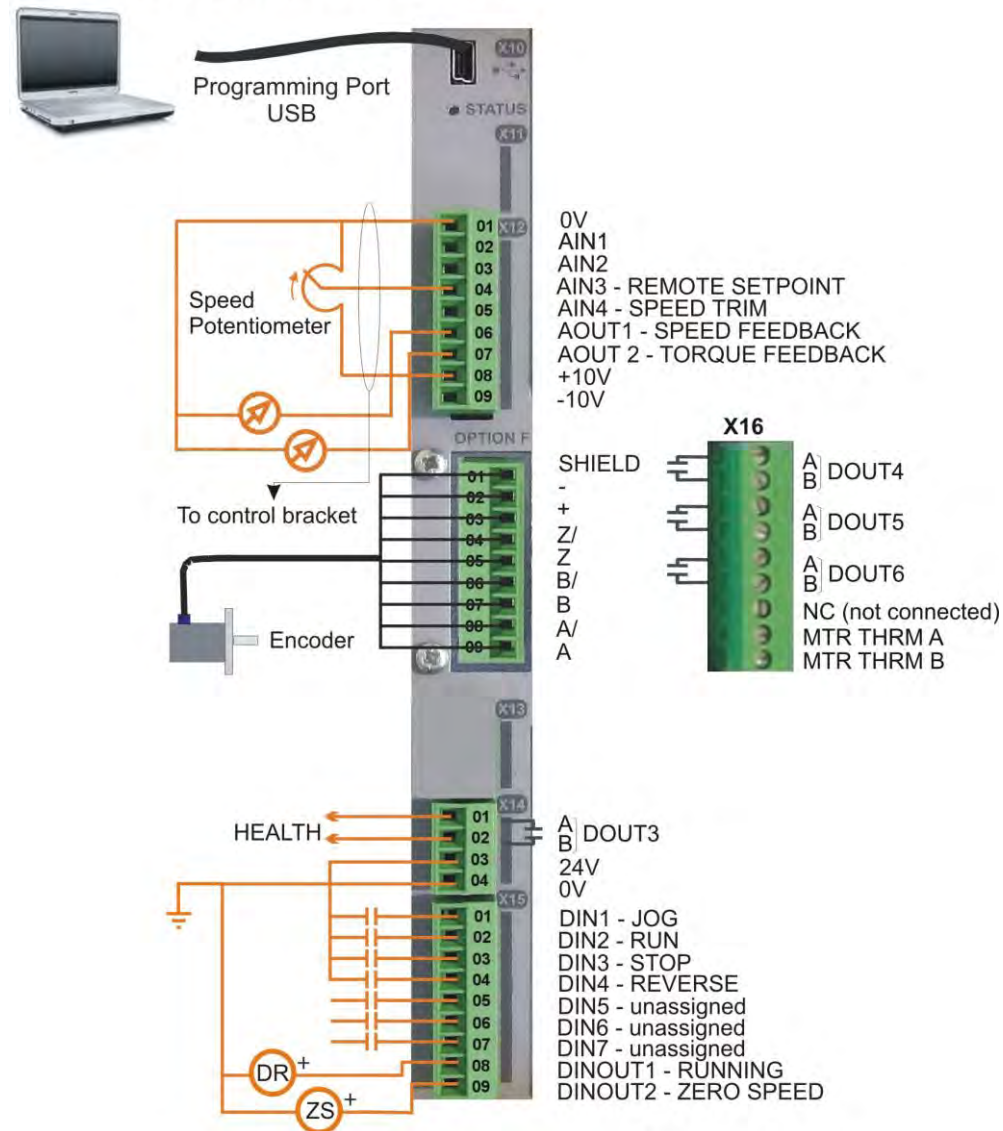 X10
Programming Port
USB
STATUS
X11
X12
01 0V
02 AIN1
03 AIN2
04 AIN3 - REMOTE SETPOINT
05 AIN4 - SPEED TRIM
06 AOUT1 - SPEED FEEDBACK
07 AOUT 2 - TORQUE FEEDBACK
08 +10V
09 -10V
Speed
Potentiometer
To control bracket
OPTION F
01 SHIELD
02 -
03 +
04 Z/
05 Z
06 B/
07 B
08 A/
09 A
Encoder
X16
A
B DOUT4
A
B DOUT5
A
B DOUT6
NC (not connected)
MTR THRM A
MTR THRM B
X13
X14
HEALTH
01 A
02 B DOUT3
03 24V
04 0V
X15
01 DIN1 - JOG
02 DIN2 - RUN
03 DIN3 - STOP
04 DIN4 - REVERSE
05 DIN5 - unassigned
06 DIN6 - unassigned
07 DIN7 - unassigned
08 DINOUT1 - RUNNING
09 DINOUT2 - ZERO SPEED
DR +
ZS +